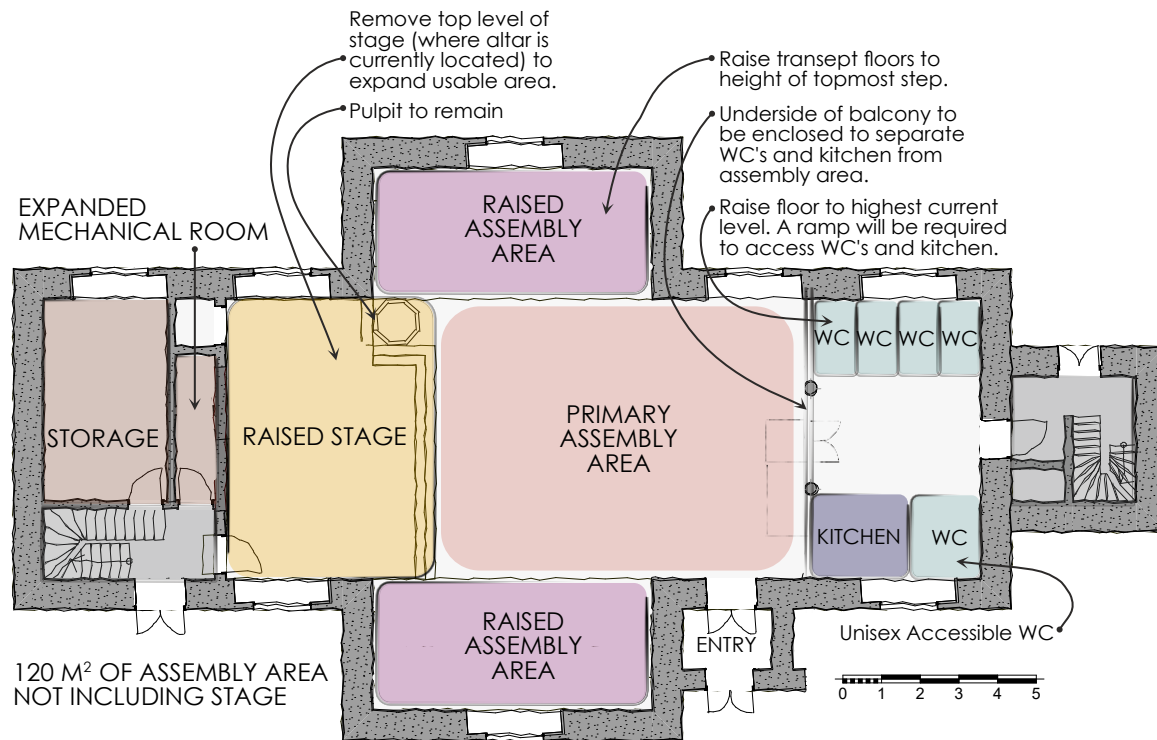 Remove top level of
stage (where altar is
currently located) to
expand usable area.
Pulpit to remain
Raise transept floors to
height of topmost step.
Underside of balcony to
be enclosed to separate
WC's and kitchen from
assembly area.
Raise floor to highest current
level. A ramp will be required
to access WC's and kitchen.
EXPANDED
MECHANICAL ROOM
RAISED
ASSEMBLY
AREA
WC WC WC WC
STORAGE
RAISED STAGE
PRIMARY
ASSEMBLY
AREA
KITCHEN
WC
RAISED
ASSEMBLY
AREA
ENTRY
Unisex Accessible WC
120 M² OF ASSEMBLY AREA
NOT INCLUDING STAGE
0 1 2 3 4 5